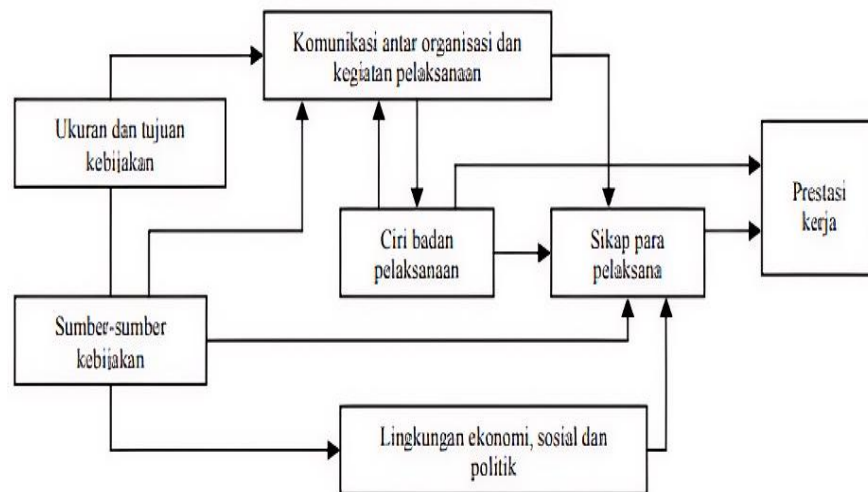 Komunikasi antar organisasi dan
kegiatan pelaksanaan
Ukuran dan tujuan
kebijakan
Prestasi
kerja
Ciri badan
pelaksanaan
Sikap para
pelaksana
Sumber-sumber
kebijakan
Lingkungan ekonomi, sosial dan
politik